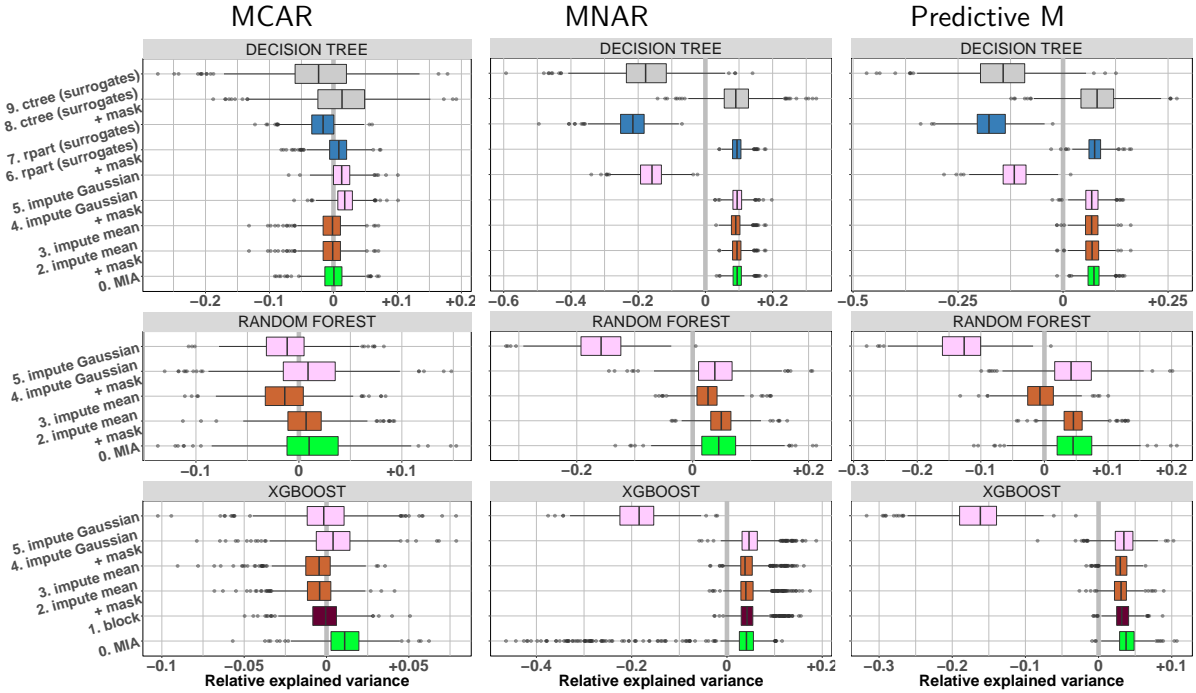 MCAR MNAR Predictive M
DECISION TREE DECISION TREE DECISION TREE
9. ctree (surrogates)
8. ctree (surrogates)
+ mask
7. rpart (surrogates)
6. rpart (surrogates)
+ mask
5. impute Gaussian
4. impute Gaussian
+ mask
3. impute mean
2. impute mean
+ mask
0. MIA
−0.2 −0.1 0 +0.1 +0.2 −0.6 −0.4 −0.2 0 +0.2 −0.5 −0.25 0 +0.25
RANDOM FOREST RANDOM FOREST RANDOM FOREST
5. impute Gaussian
4. impute Gaussian
+ mask
3. impute mean
2. impute mean
+ mask
0. MIA
−0.1 0 +0.1 −0.2 0 +0.2 −0.3 −0.2 −0.1 0 +0.1 +0.2
XGBOOST XGBOOST XGBOOST
5. impute Gaussian
4. impute Gaussian
+ mask
3. impute mean
2. impute mean
+ mask
1. block
0. MIA
−0.1 −0.05 0 +0.05 −0.4 −0.2 0 +0.2 −0.3 −0.2 −0.1 0 +0.1
Relative explained variance Relative explained variance Relative explained variance